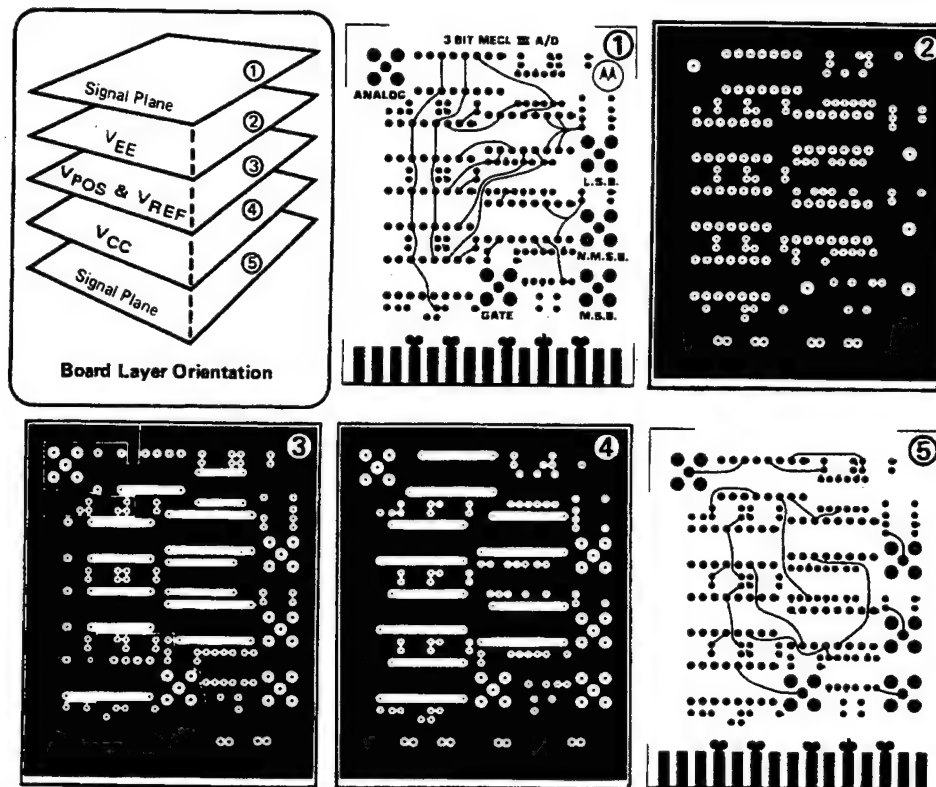 ①
Signal Plane
②
VEE
③
VPOS & VREF
④
VCC
⑤
Signal Plane
Board Layer Orientation
3 BIT MECL III A/D
①
ANALOG
L.S.B.
N.M.S.B.
GATE
M.S.B.
②
③
④
⑤